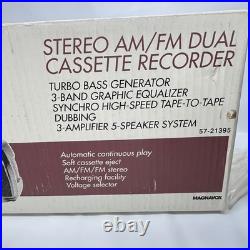 STEREO AM/FM DUAL
CASSETTE RECORDER
TURBO BASS GENERATOR
3-BAND GRAPHIC EQUALIZER
SYNCHRO HIGH-SPEED TAPE-TO-TAPE
DUBBING
3-AMPLIFIER 5-SPEAKER SYSTEM
57-21395
Automatic continuous play
Soft cassette eject
AM/FM/FM stereo
Recharging facility
Voltage selector
MAGNAVOX